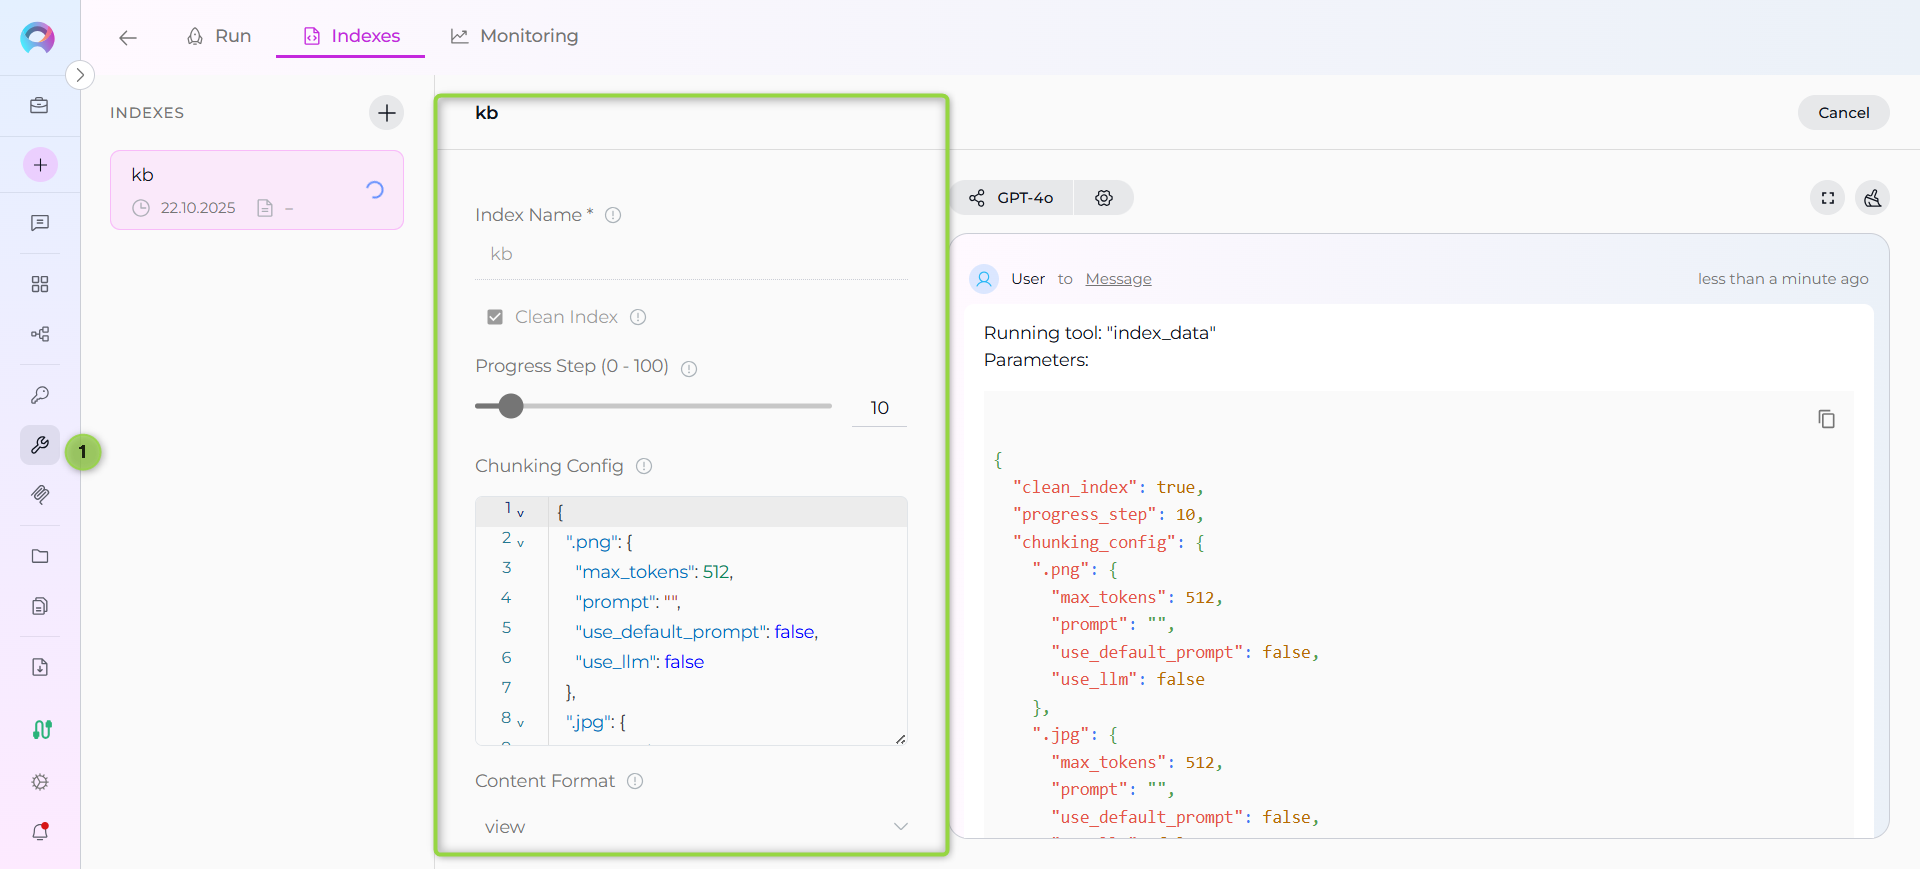 Run
Indexes
Monitoring
INDEXES
kb
22.10.2025
–
1
kb
Cancel
Index Name *
kb
Clean Index
Progress Step (0 - 100)
10
Chunking Config
1 {
2 ".png": {
3 "max_tokens": 512,
4 "prompt": "",
5 "use_default_prompt": false,
6 "use_llm": false
7 },
8 ".jpg": {
Content Format
view
GPT-4o
User to Message
less than a minute ago
Running tool: "index_data"
Parameters:
{
"clean_index": true,
"progress_step": 10,
"chunking_config": {
".png": {
"max_tokens": 512,
"prompt": "",
"use_default_prompt": false,
"use_llm": false
},
".jpg": {
"max_tokens": 512,
"prompt": "",
"use_default_prompt": false,